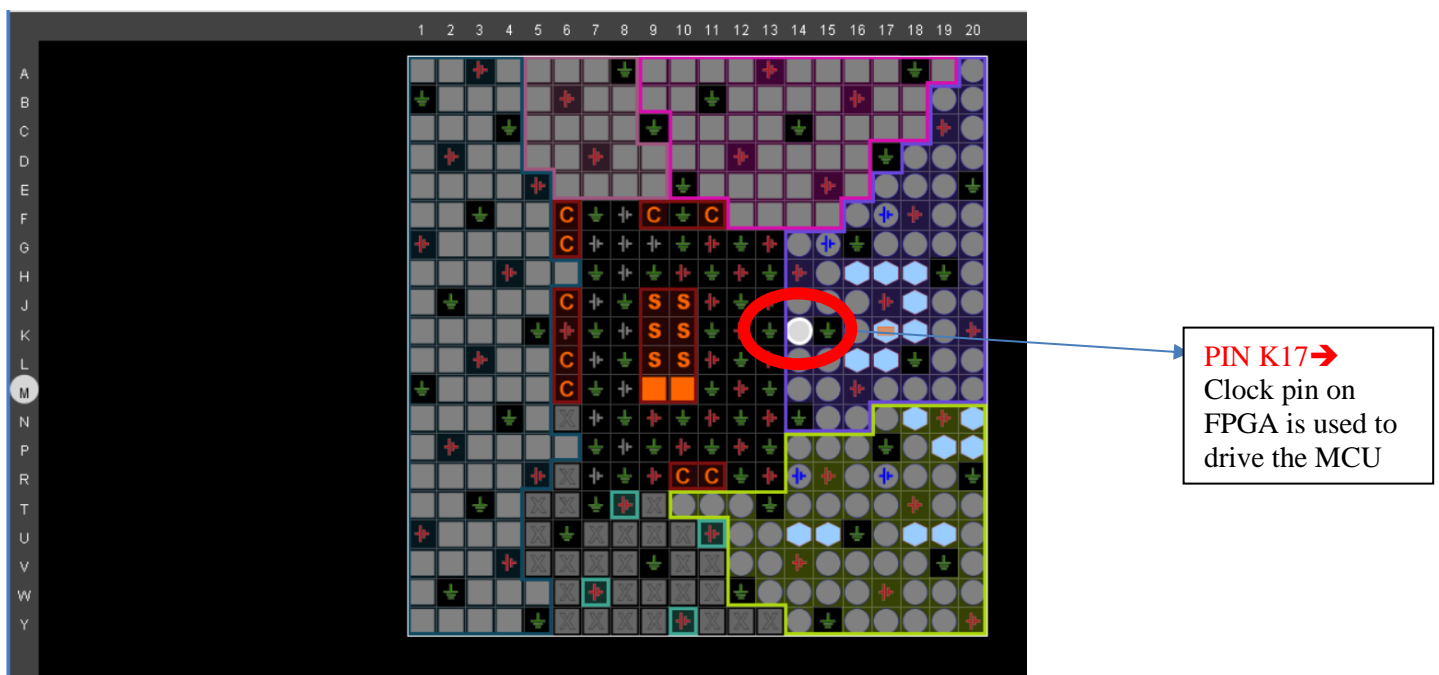 1 2 3 4 5 6 7 8 9 10 11 12 13 14 15 16 17 18 19 20
A
B
C
D
E
F C C C
G C
H
J C S S
K S S
L C S S
M C
N X
P
R X C C
T X X X
U X X X X X
V X X X X X X
W X X X X X
Y X X X X X X X
PIN K17➔
Clock pin on
FPGA is used to
drive the MCU